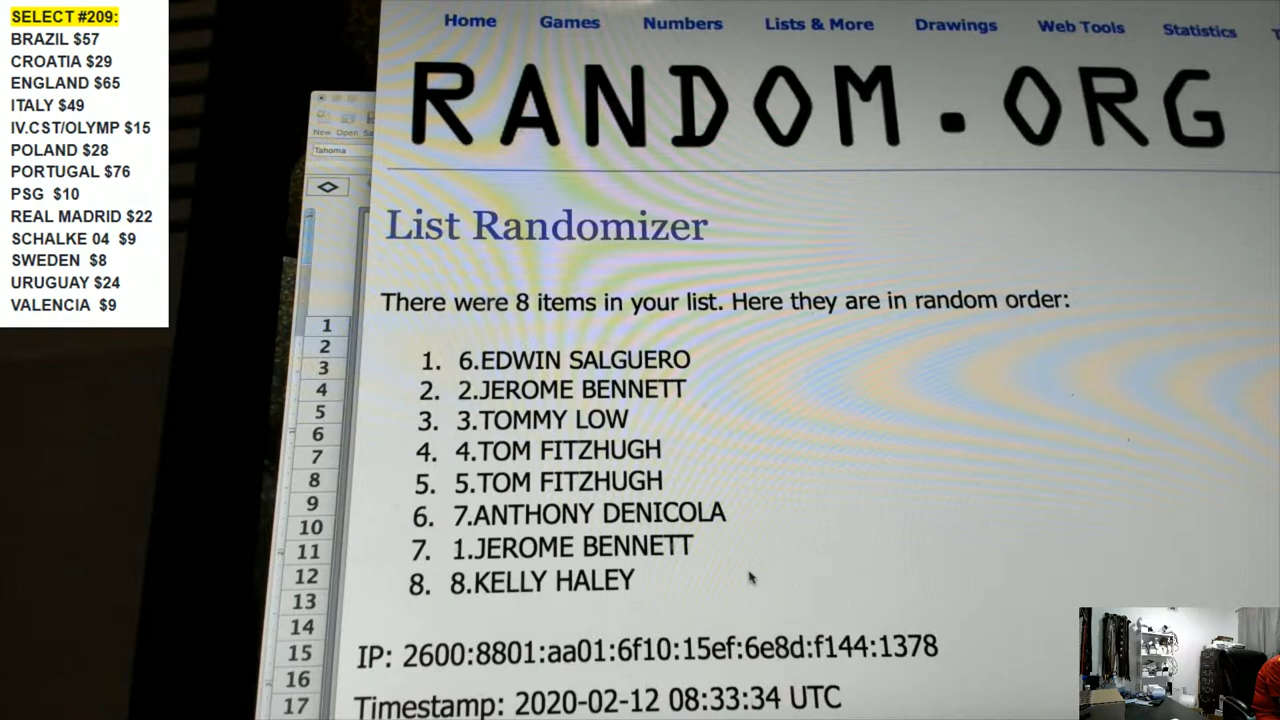 SELECT #209:
BRAZIL $57
CROATIA $29
ENGLAND $65
ITALY $49
IV.CST/OLYMP $15
POLAND $28
PORTUGAL $76
PSG $10
REAL MADRID $22
SCHALKE 04 $9
SWEDEN $8
URUGUAY $24
VALENCIA $9
Home Games Numbers Lists & More Drawings Web Tools Statistics
RANDOM.ORG
New Open
Tahoma
List Randomizer
There were 8 items in your list. Here they are in random order:
1. 6.EDWIN SALGUERO
2. 2.JEROME BENNETT
3. 3.TOMMY LOW
4. 4.TOM FITZHUGH
5. 5.TOM FITZHUGH
6. 7.ANTHONY DENICOLA
7. 1.JEROME BENNETT
8. 8.KELLY HALEY
IP: 2600:8801:aa01:6f10:15ef:6e8d:f144:1378
Timestamp: 2020-02-12 08:33:34 UTC
1
2
3
4
5
6
7
8
9
10
11
12
13
14
15
16
17